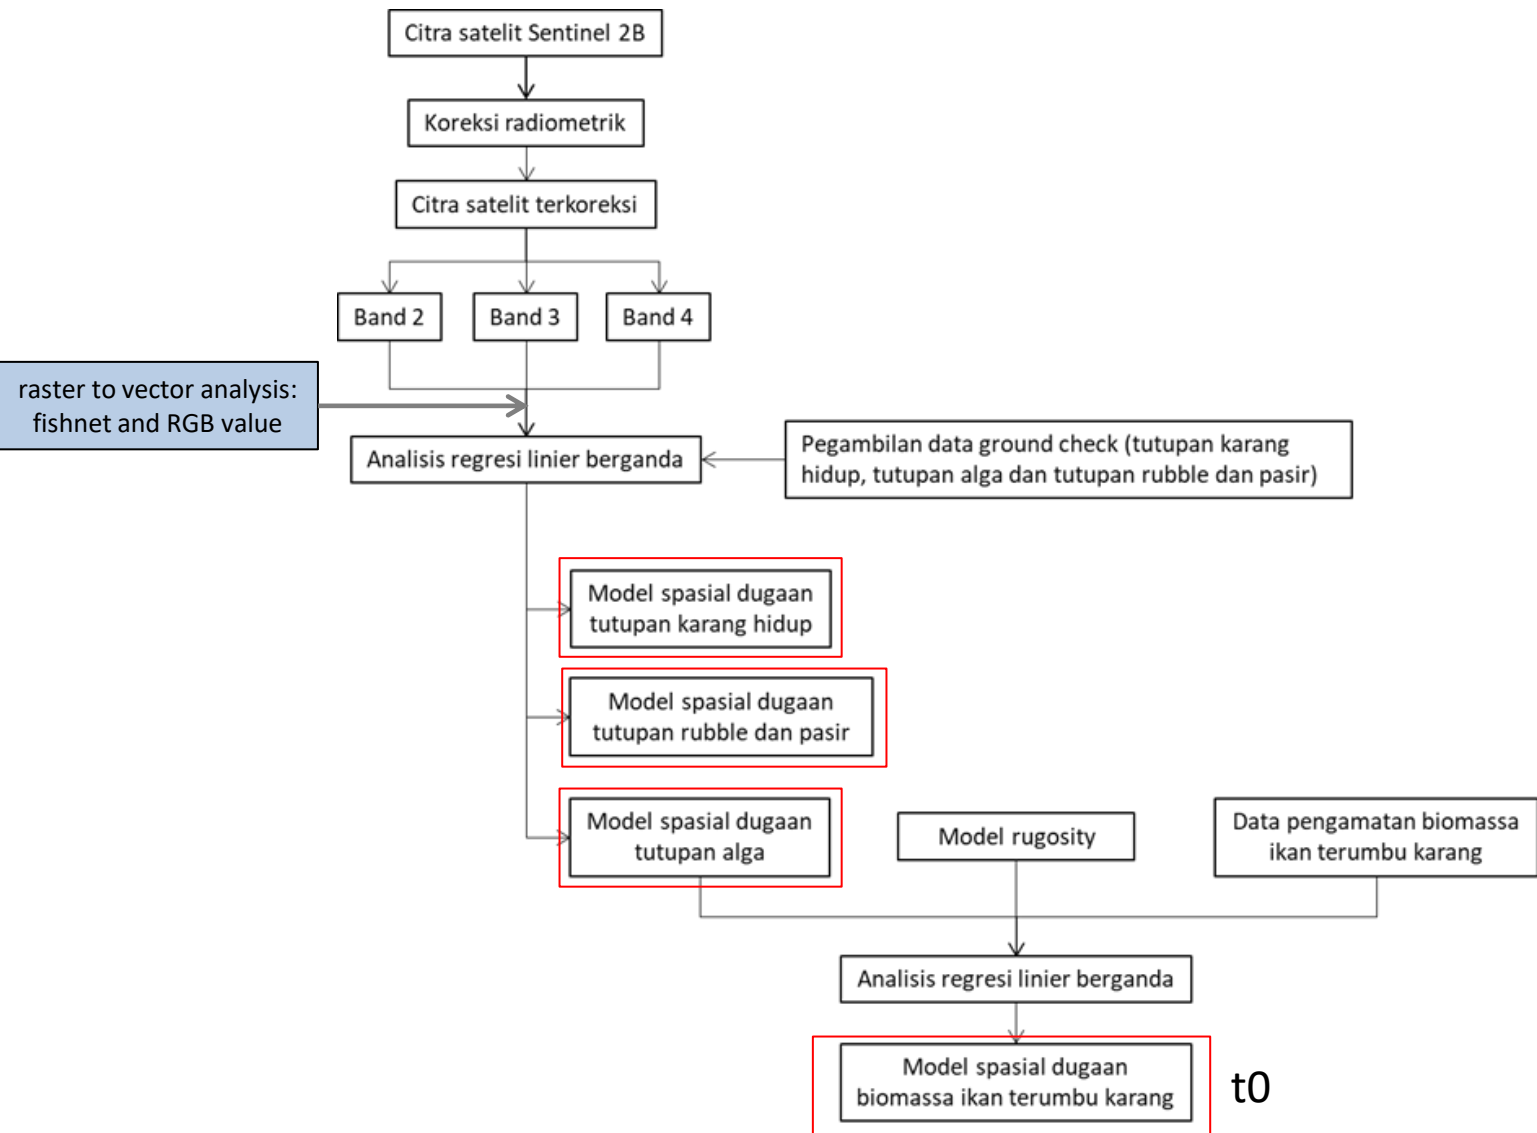 Citra satelit Sentinel 2B
Koreksi radiometrik
Citra satelit terkoreksi
Band 2
Band 3
Band 4
raster to vector analysis:
fishnet and RGB value
Analisis regresi linier berganda
Pegambilan data ground check (tutupan karang
hidup, tutupan alga dan tutupan rubble dan pasir)
Model spasial dugaan
tutupan karang hidup
Model spasial dugaan
tutupan rubble dan pasir
Model spasial dugaan
tutupan alga
Model rugosity
Data pengamatan biomassa
ikan terumbu karang
Analisis regresi linier berganda
Model spasial dugaan
biomassa ikan terumbu karang
t0